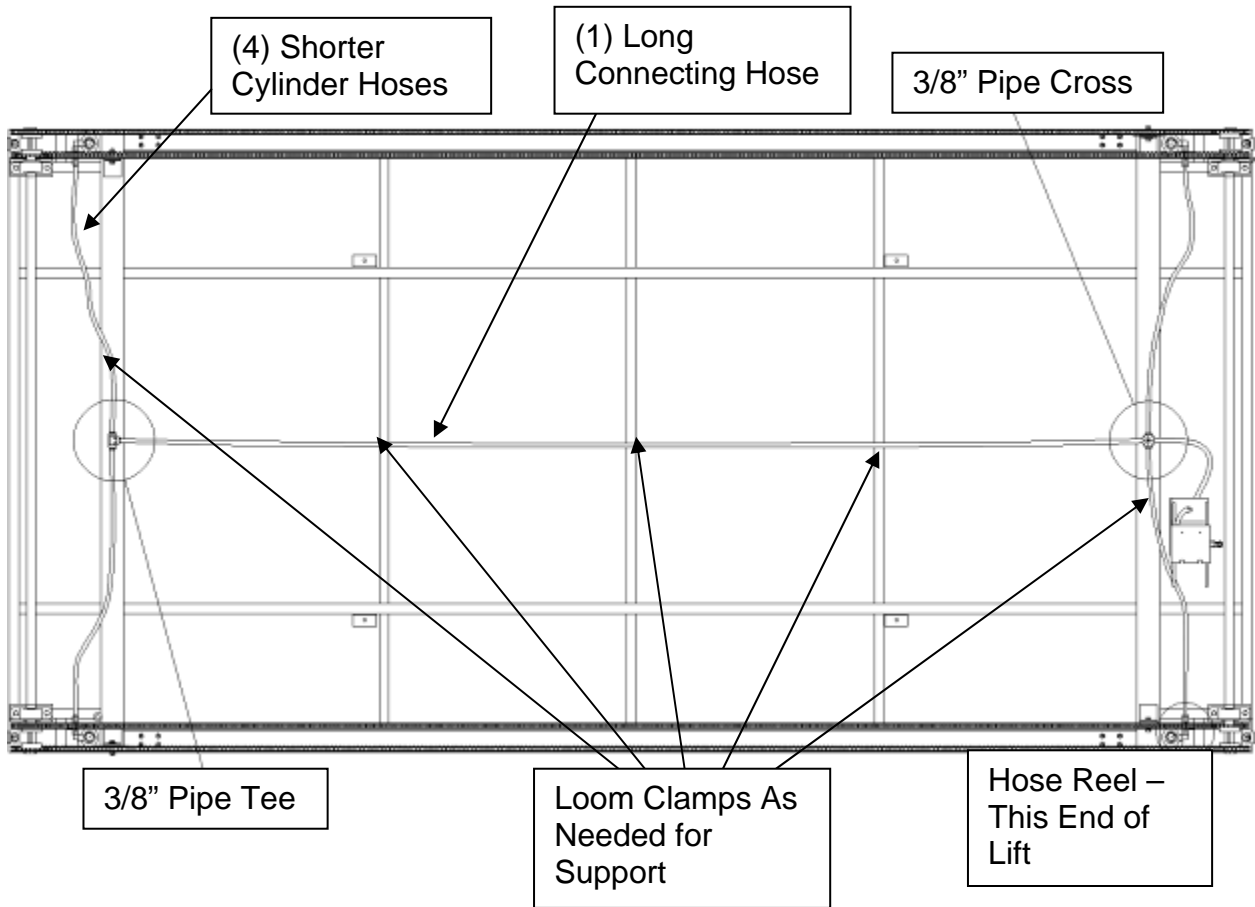 (4) Shorter
Cylinder Hoses
(1) Long
Connecting Hose
3/8” Pipe Cross
3/8” Pipe Tee
Loom Clamps As
Needed for
Support
Hose Reel –
This End of
Lift